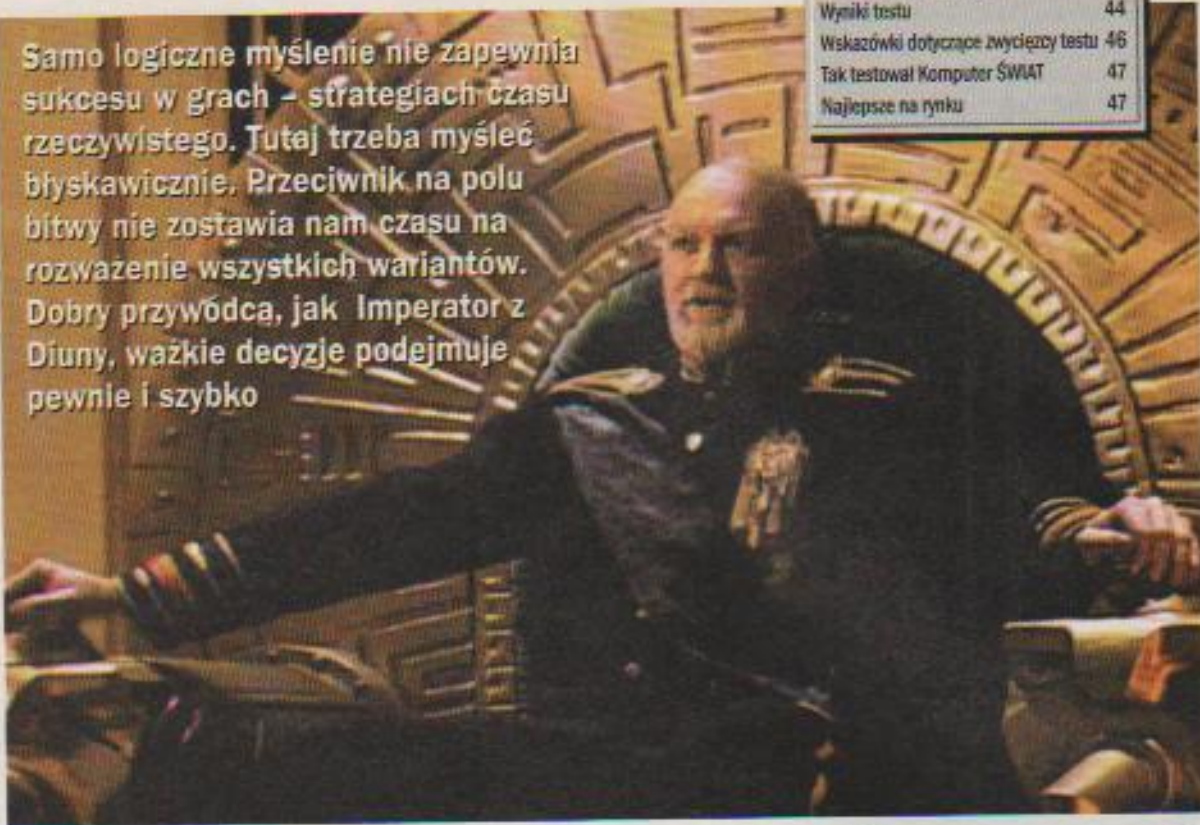 Samo logiczne myślenie nie zapewnia
sukcesu w grach – strategiach czasu
rzeczywistego. Tutaj trzeba myśleć
błyskawicznie. Przeciwnik na polu
bitwy nie zostawia nam czasu na
rozważenie wszystkich wariantów.
Dobry przywódca, jak Imperator z
Diuny, ważkie decyzje podejmuje
pewnie i szybko
Wyniki testu 44
Wskazówki dotyczące zwycięzcy testu 46
Tak testował Komputer ŚWIAT 47
Najlepsze na rynku 47